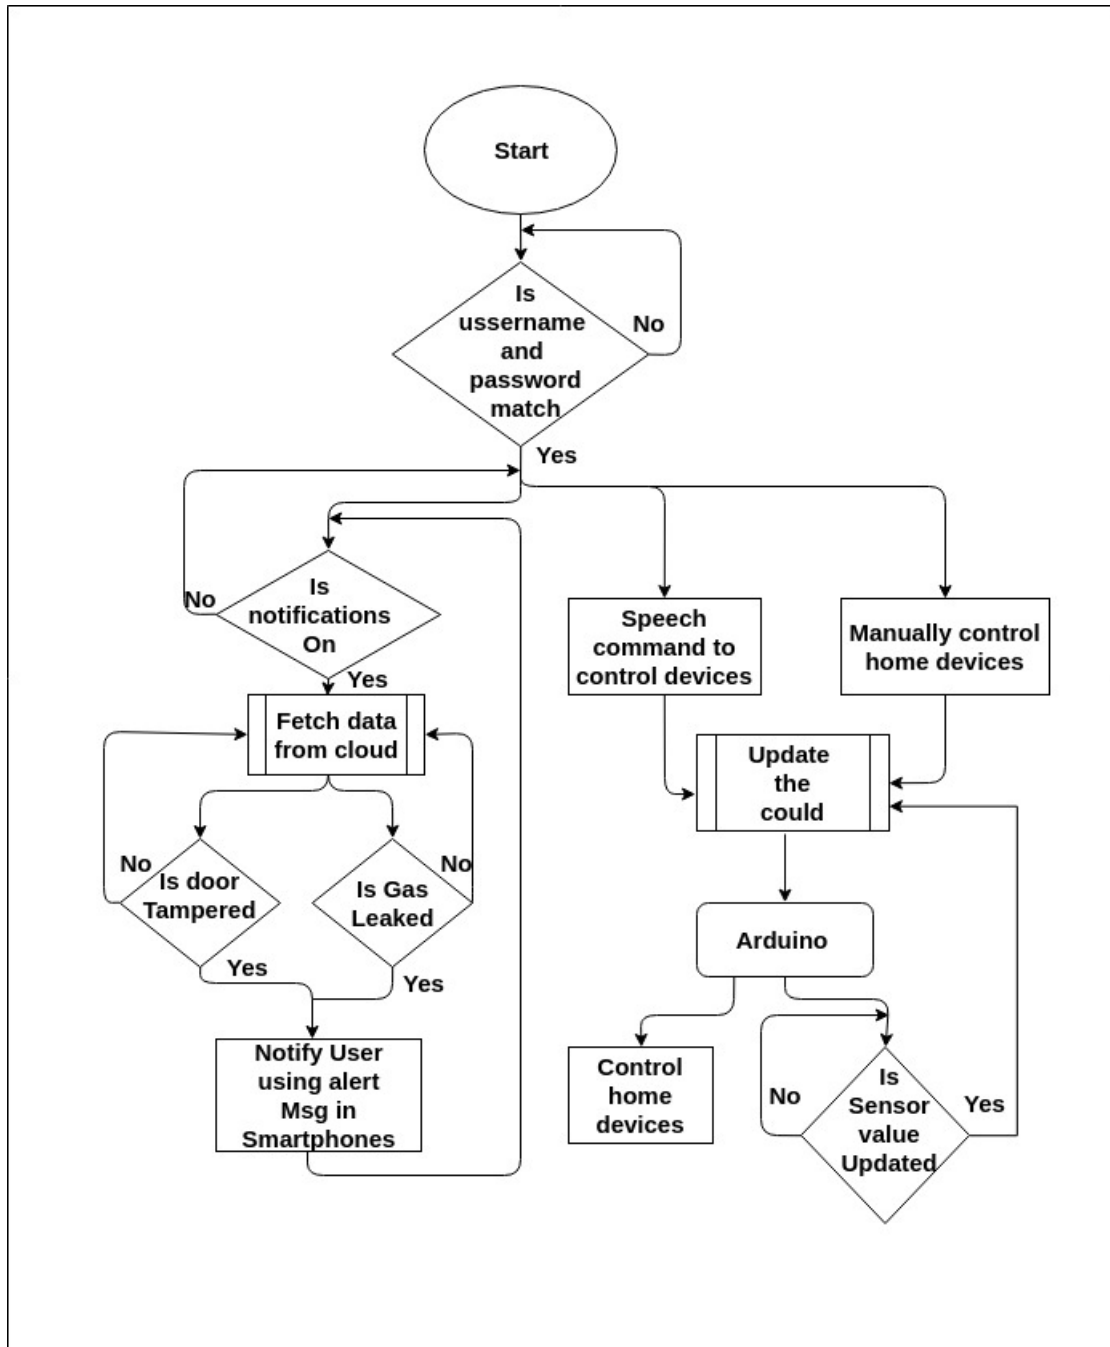 Start
Is
ussername
and
password
match
No
Yes
Is
notifications
On
No
Yes
Speech
command to
control devices
Manually control
home devices
Fetch data
from cloud
Update
the
could
No
Is door
Tampered
Yes
Is Gas
Leaked
No
Yes
Arduino
Notify User
using alert
Msg in
Smartphones
Control
home
devices
No
Is
Sensor
value
Updated
Yes